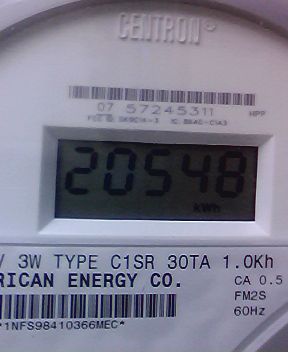 CENTRON®
07 57245311 HPP
20548
kWh
V 3W TYPE C1SR 30TA 1.0Kh
RICAN ENERGY CO. CA 0.5
FM2S
*1NFS98410366MEC* 60Hz